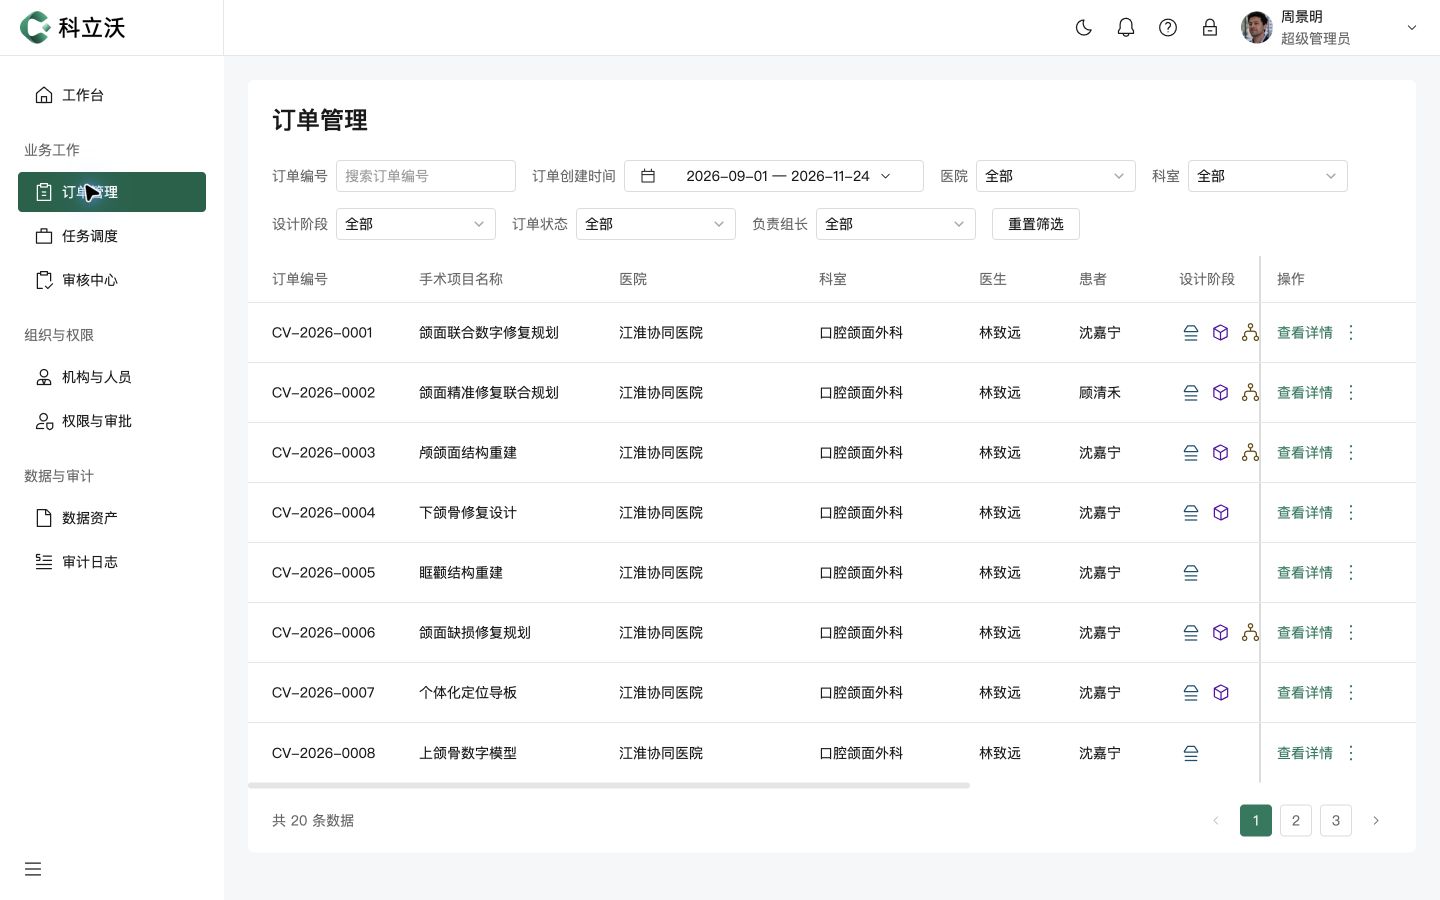 科立沃
周景明
超级管理员
工作台
业务工作
订单管理
任务调度
审核中心
组织与权限
机构与人员
权限与审批
数据与审计
数据资产
审计日志
订单管理
订单编号 搜索订单编号 订单创建时间 2026-09-01 — 2026-11-24 医院 全部 科室 全部
设计阶段 全部 订单状态 全部 负责组长 全部 重置筛选
订单编号 手术项目名称 医院 科室 医生 患者 设计阶段 操作
CV-2026-0001 颌面联合数字修复规划 江淮协同医院 口腔颌面外科 林致远 沈嘉宁 查看详情
CV-2026-0002 颌面精准修复联合规划 江淮协同医院 口腔颌面外科 林致远 顾清禾 查看详情
CV-2026-0003 颅颌面结构重建 江淮协同医院 口腔颌面外科 林致远 沈嘉宁 查看详情
CV-2026-0004 下颌骨修复设计 江淮协同医院 口腔颌面外科 林致远 沈嘉宁 查看详情
CV-2026-0005 眶颧结构重建 江淮协同医院 口腔颌面外科 林致远 沈嘉宁 查看详情
CV-2026-0006 颌面缺损修复规划 江淮协同医院 口腔颌面外科 林致远 沈嘉宁 查看详情
CV-2026-0007 个体化定位导板 江淮协同医院 口腔颌面外科 林致远 沈嘉宁 查看详情
CV-2026-0008 上颌骨数字模型 江淮协同医院 口腔颌面外科 林致远 沈嘉宁 查看详情
共 20 条数据 1 2 3